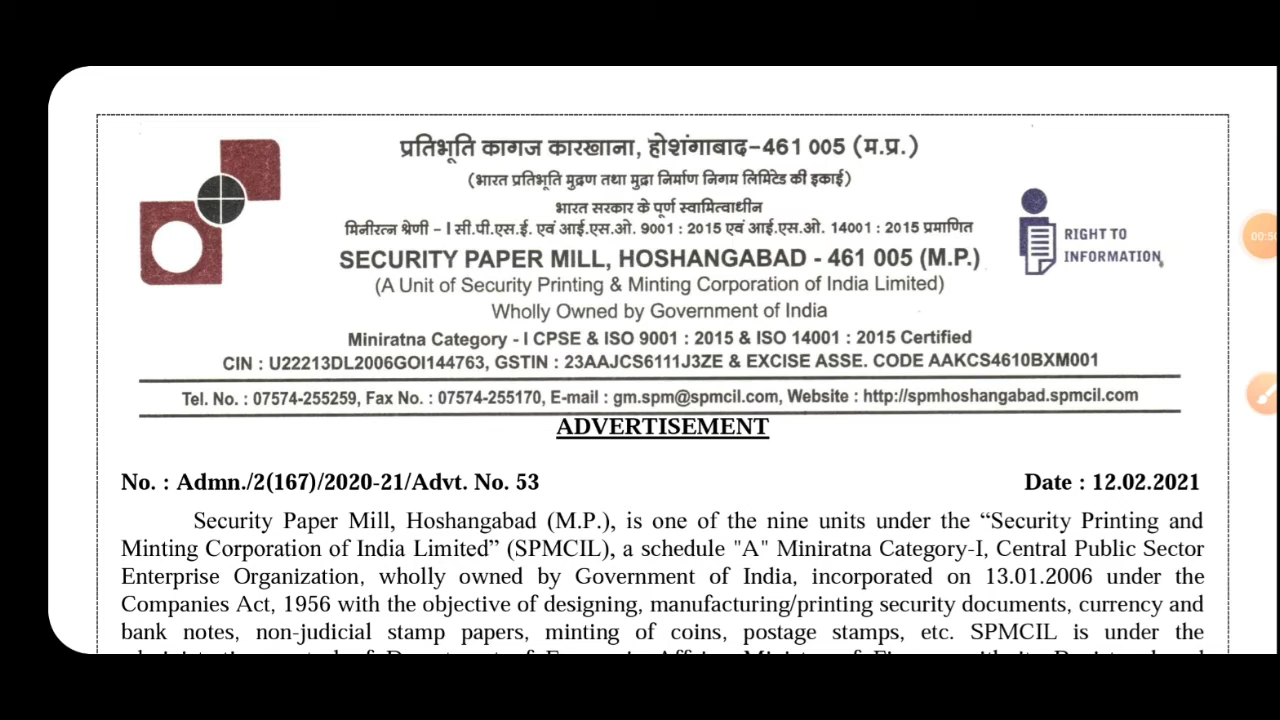 प्रतिभूति कागज कारखाना, होशंगाबाद-461 005 (म.प्र.)
(भारत प्रतिभूति मुद्रण तथा मुद्रा निर्माण निगम लिमिटेड की इकाई)
भारत सरकार के पूर्ण स्वामित्वाधीन
मिनीरत्न श्रेणी - I सी.पी.एस.ई. एवं आई.एस.ओ. 9001 : 2015 एवं आई.एस.ओ. 14001 : 2015 प्रमाणित
SECURITY PAPER MILL, HOSHANGABAD - 461 005 (M.P.)
(A Unit of Security Printing & Minting Corporation of India Limited)
Wholly Owned by Government of India
Miniratna Category - I CPSE & ISO 9001 : 2015 & ISO 14001 : 2015 Certified
CIN : U22213DL2006GOI144763, GSTIN : 23AAJCS6111J3ZE & EXCISE ASSE. CODE AAKCS4610BXM001
RIGHT TO
INFORMATION
Tel. No. : 07574-255259, Fax No. : 07574-255170, E-mail : gm.spm@spmcil.com, Website : http://spmhoshangabad.spmcil.com
ADVERTISEMENT
No. : Admn./2(167)/2020-21/Advt. No. 53 Date : 12.02.2021
Security Paper Mill, Hoshangabad (M.P.), is one of the nine units under the “Security Printing and
Minting Corporation of India Limited” (SPMCIL), a schedule "A" Miniratna Category-I, Central Public Sector
Enterprise Organization, wholly owned by Government of India, incorporated on 13.01.2006 under the
Companies Act, 1956 with the objective of designing, manufacturing/printing security documents, currency and
bank notes, non-judicial stamp papers, minting of coins, postage stamps, etc. SPMCIL is under the